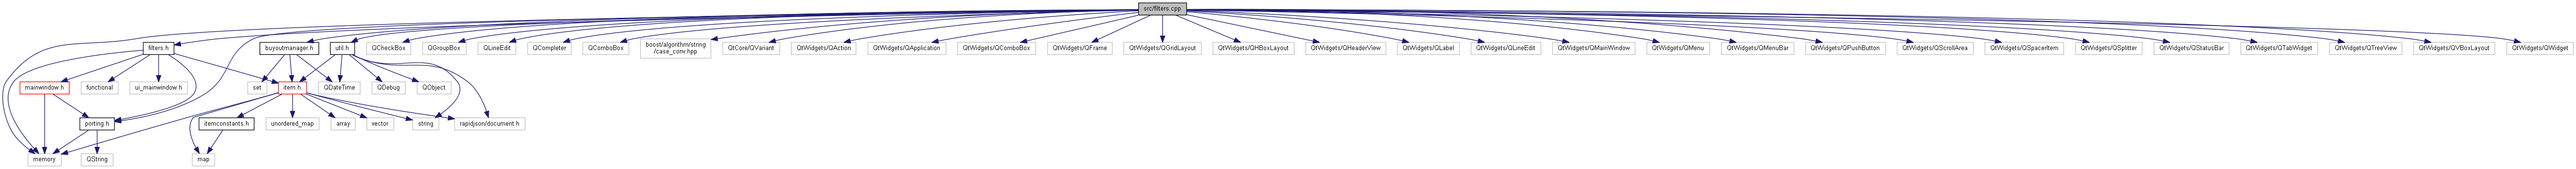 src/filters.cpp
filters.h
buyoutmanager.h
util.h
QCheckBox
QGroupBox
QLineEdit
QCompleter
QComboBox
boost/algorithm/string
/case_conv.hpp
QtCore/QVariant
QtWidgets/QAction
QtWidgets/QApplication
QtWidgets/QComboBox
QtWidgets/QFrame
QtWidgets/QGridLayout
QtWidgets/QHBoxLayout
QtWidgets/QHeaderView
QtWidgets/QLabel
QtWidgets/QLineEdit
QtWidgets/QMainWindow
QtWidgets/QMenu
QtWidgets/QMenuBar
QtWidgets/QPushButton
QtWidgets/QScrollArea
QtWidgets/QSpacerItem
QtWidgets/QSplitter
QtWidgets/QStatusBar
QtWidgets/QTabWidget
QtWidgets/QTreeView
QtWidgets/QVBoxLayout
QtWidgets/QWidget
mainwindow.h
functional
ui_mainwindow.h
set
item.h
QDateTime
QDebug
QObject
porting.h
itemconstants.h
unordered_map
array
vector
string
rapidjson/document.h
memory
QString
map